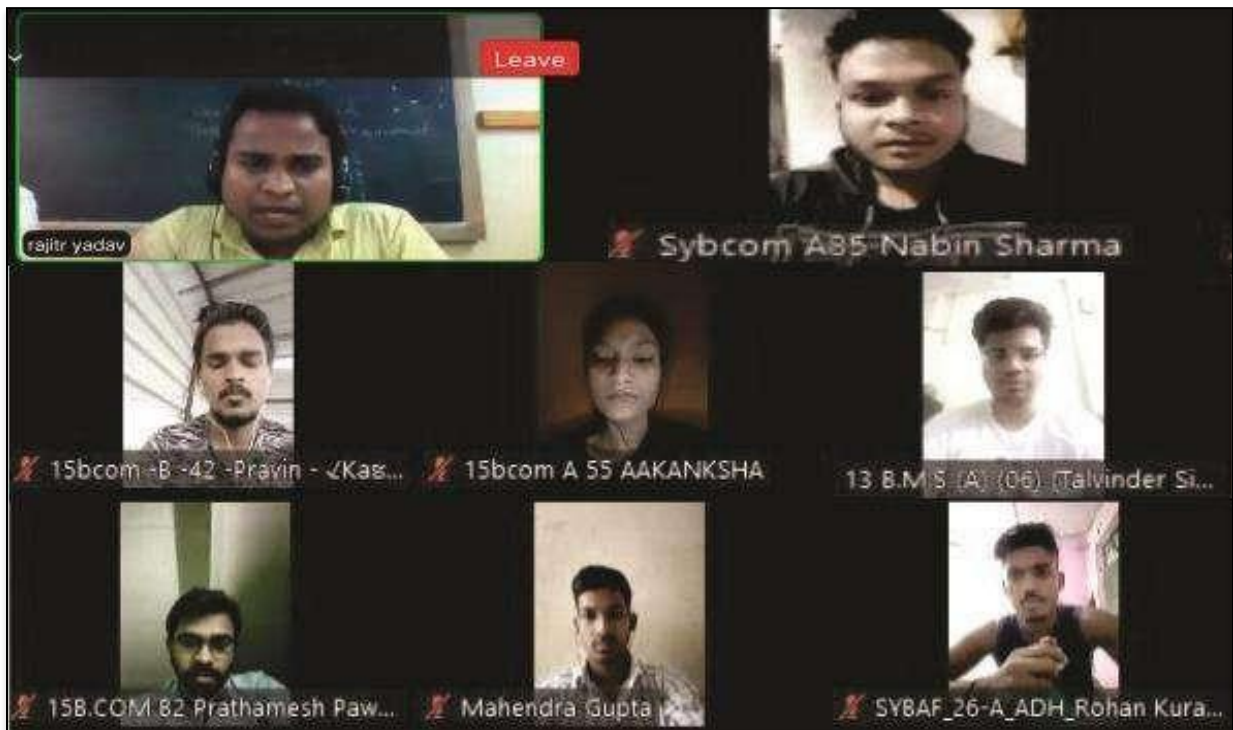 Leave
rajitr yadav
Sybcom A35-Nabin Sharma
15bcom -B -42 -Pravin -
15bcom A 55 AAKANKSHA
13 B.M.S (A) (06) (Talvinder Si...
15B.COM 82 Prathamesh Paw...
Mahendra Gupta
SYBAF_26-A_ADH_Rohan Kura...